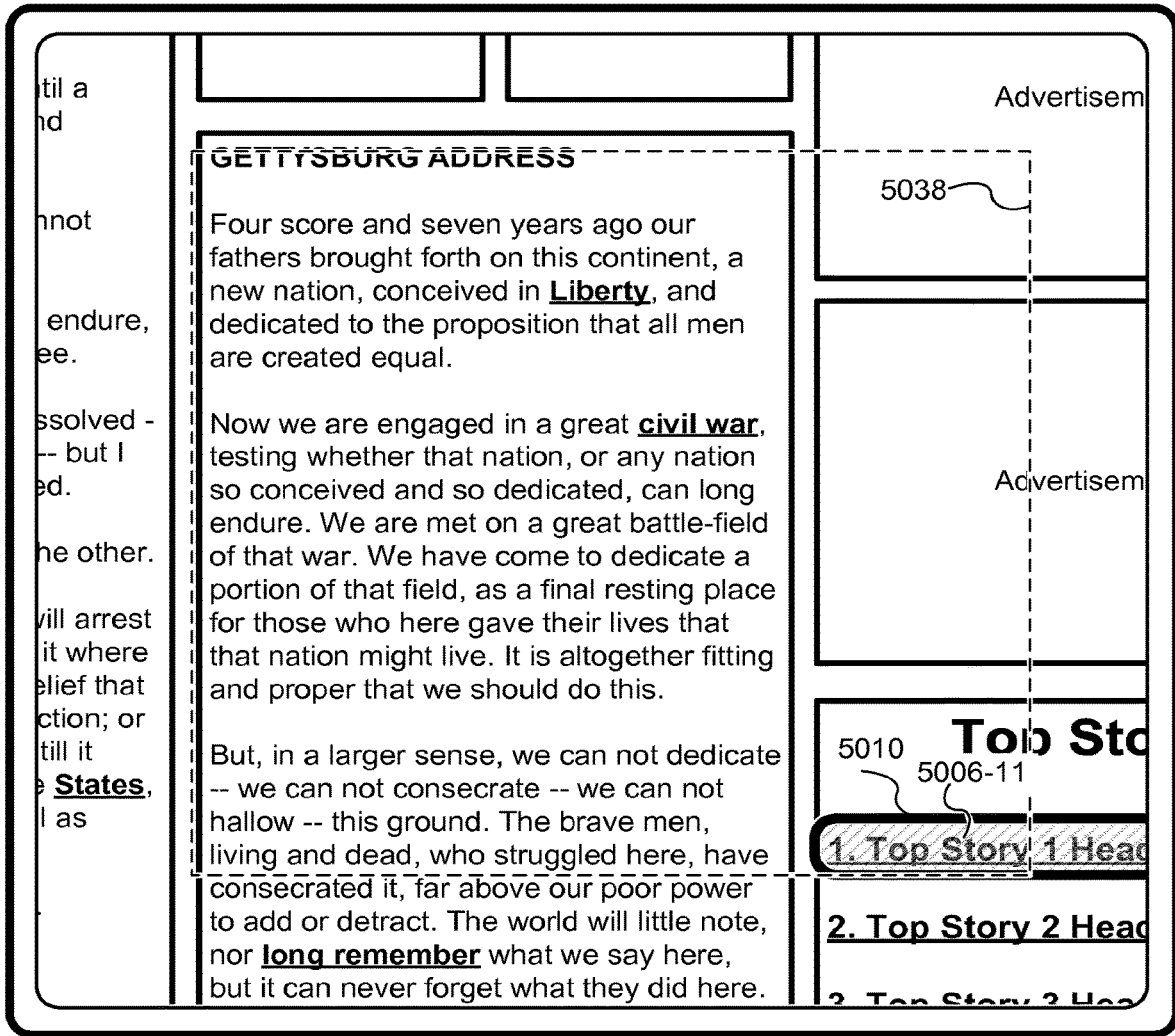 til a
nd
nnot
endure,
ee.
ssolved -
-- but I
ed.
he other.
will arrest
it where
elief that
ction; or
till it
e States,
l as
GETTYSBURG ADDRESS
Four score and seven years ago our
fathers brought forth on this continent, a
new nation, conceived in Liberty, and
dedicated to the proposition that all men
are created equal.
Now we are engaged in a great civil war,
testing whether that nation, or any nation
so conceived and so dedicated, can long
endure. We are met on a great battle-field
of that war. We have come to dedicate a
portion of that field, as a final resting place
for those who here gave their lives that
that nation might live. It is altogether fitting
and proper that we should do this.
But, in a larger sense, we can not dedicate
-- we can not consecrate -- we can not
hallow -- this ground. The brave men,
living and dead, who struggled here, have
consecrated it, far above our poor power
to add or detract. The world will little note,
nor long remember what we say here,
but it can never forget what they did here.
Advertisem
5038
Advertisem
Top Sto
5010
5006-11
1. Top Story 1 Head
2. Top Story 2 Head
3. Top Story 3 Hea